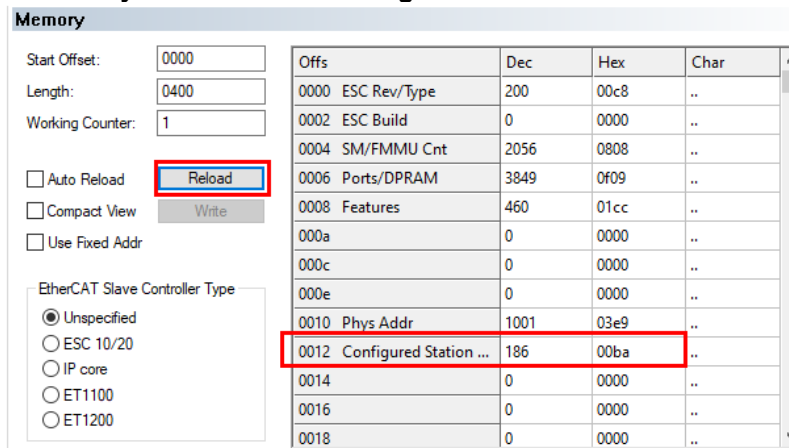 Memory
Start Offset: 0000
Length: 0400
Working Counter: 1
Auto Reload Reload
Compact View Write
Use Fixed Addr
EtherCAT Slave Controller Type
Unspecified
ESC 10/20
IP core
ET1100
ET1200
Offs Dec Hex Char
0000 ESC Rev/Type 200 00c8 ..
0002 ESC Build 0 0000 ..
0004 SM/FMMU Cnt 2056 0808 ..
0006 Ports/DPRAM 3849 0f09 ..
0008 Features 460 01cc ..
000a 0 0000 ..
000c 0 0000 ..
000e 0 0000 ..
0010 Phys Addr 1001 03e9 ..
0012 Configured Station ... 186 00ba ..
0014 0 0000 ..
0016 0 0000 ..
0018 0 0000 ..